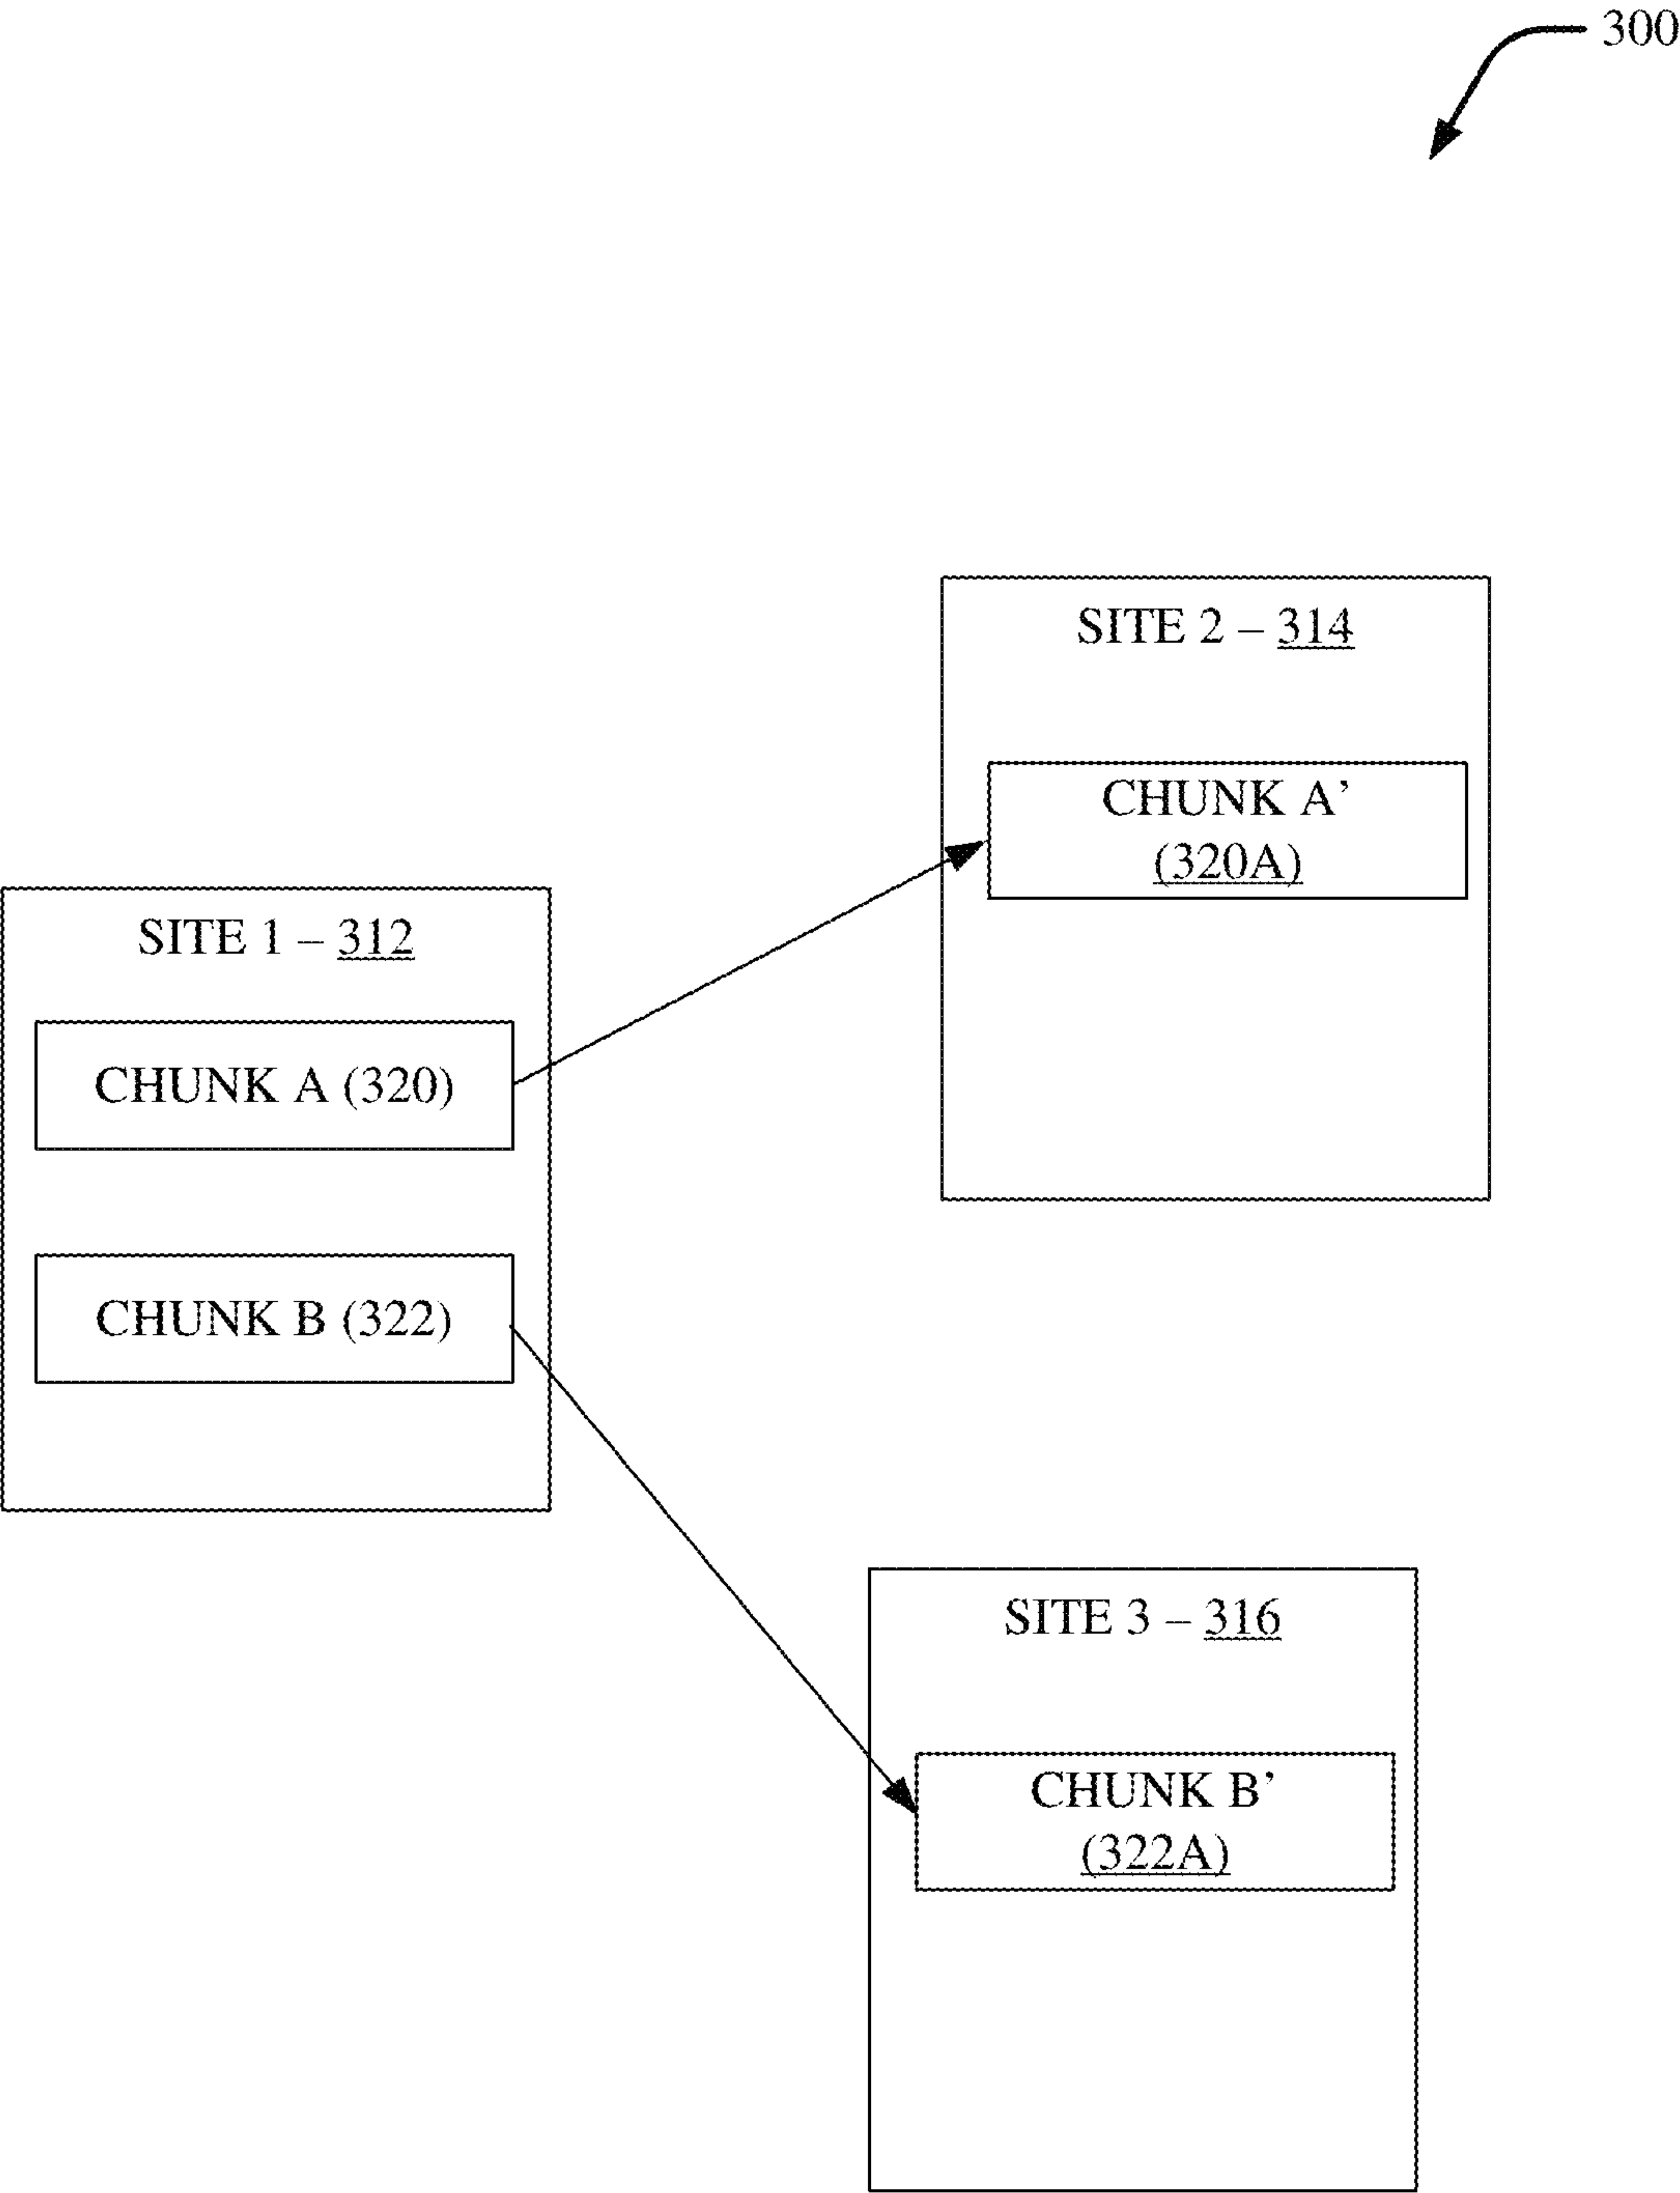 300
SITE 2 – 314
CHUNK A’
(320A)
SITE 1 – 312
CHUNK A (320)
CHUNK B (322)
SITE 3 – 316
CHUNK B’
(322A)